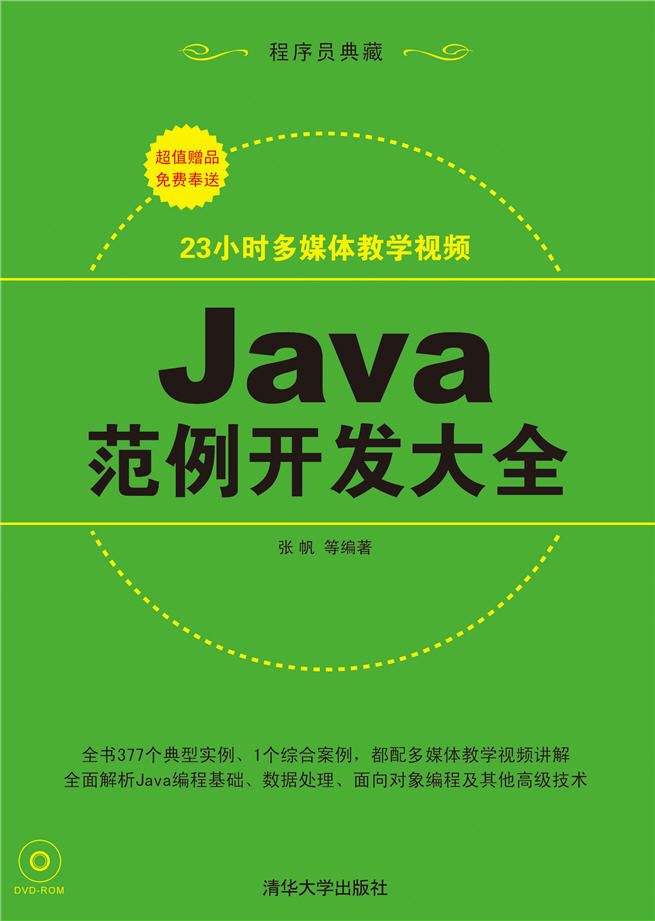 程序员典藏
超值赠品
免费奉送
23小时多媒体教学视频
Java
范例开发大全
张 帆 等编著
全书377个典型实例、1个综合案例，都配多媒体教学视频讲解
全面解析Java编程基础、数据处理、面向对象编程及其他高级技术
DVD-ROM
清华大学出版社